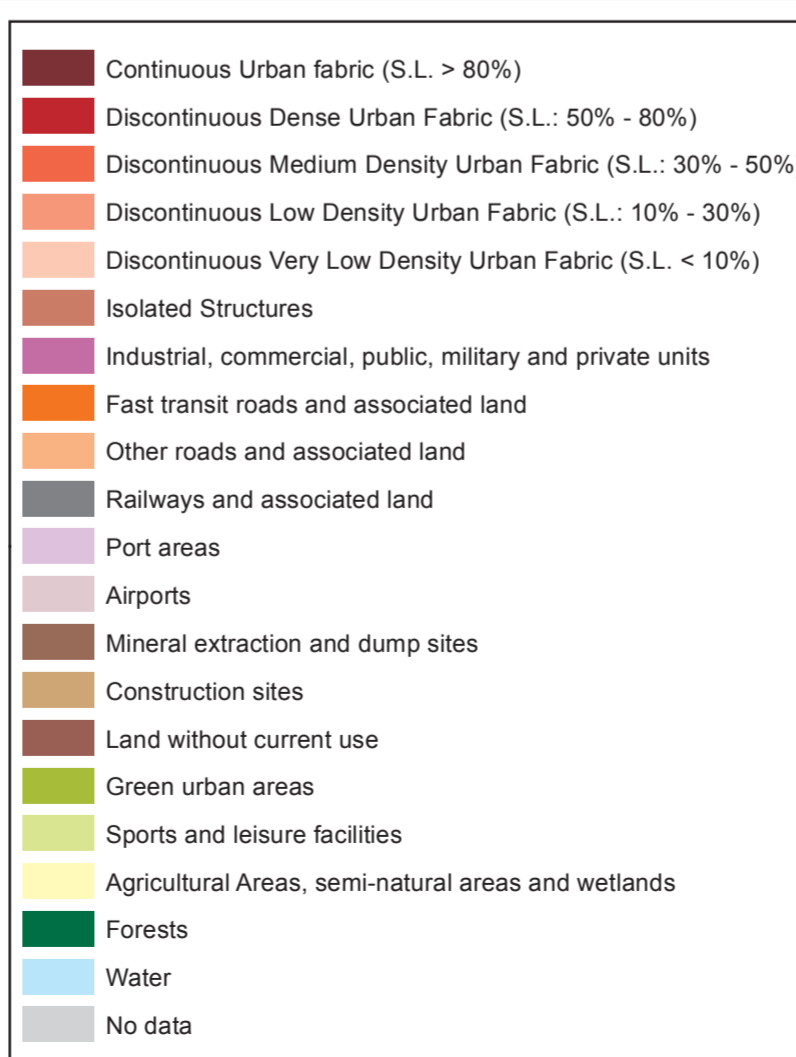 Continuous Urban fabric (S.L. > 80%)
Discontinuous Dense Urban Fabric (S.L.: 50% - 80%)
Discontinuous Medium Density Urban Fabric (S.L.: 30% - 50%
Discontinuous Low Density Urban Fabric (S.L.: 10% - 30%)
Discontinuous Very Low Density Urban Fabric (S.L. < 10%)
Isolated Structures
Industrial, commercial, public, military and private units
Fast transit roads and associated land
Other roads and associated land
Railways and associated land
Port areas
Airports
Mineral extraction and dump sites
Construction sites
Land without current use
Green urban areas
Sports and leisure facilities
Agricultural Areas, semi-natural areas and wetlands
Forests
Water
No data